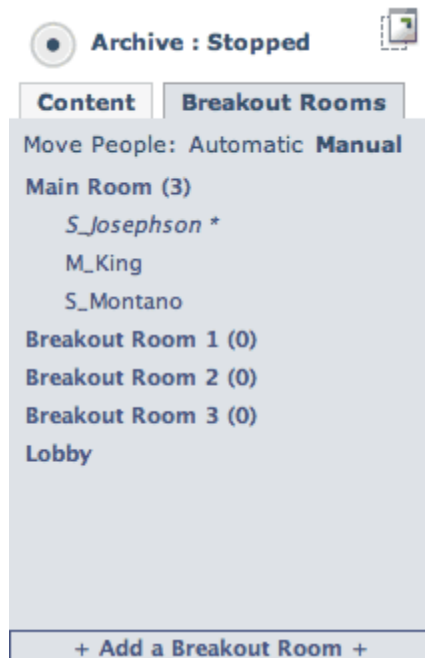 Archive : Stopped
Content Breakout Rooms
Move People: Automatic Manual
Main Room (3)
S_Josephson *
M_King
S_Montano
Breakout Room 1 (0)
Breakout Room 2 (0)
Breakout Room 3 (0)
Lobby
+ Add a Breakout Room +